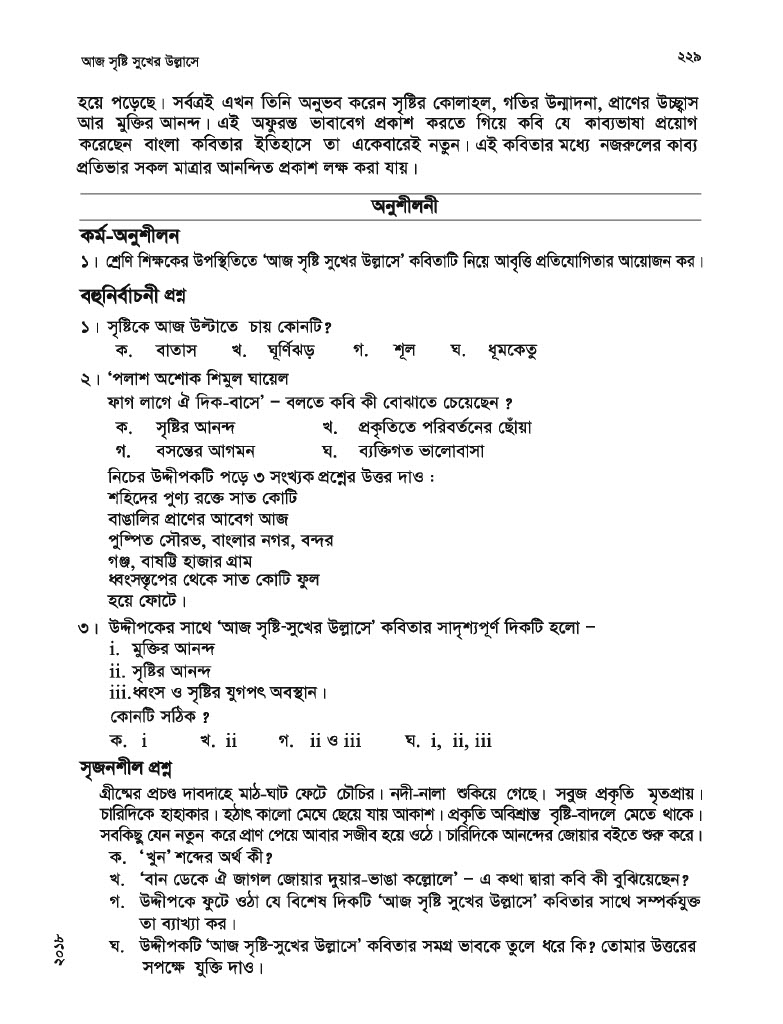 আজ সৃষ্টি সুখের উল্লাসে ২২৯
হয়ে পড়েছে। সর্বত্রই এখন তিনি অনুভব করেন সৃষ্টির কোলাহল, গতির উন্মাদনা, প্রাণের উচ্ছ্বাস
আর মুক্তির আনন্দ। এই অফুরন্ত ভাবাবেগ প্রকাশ করতে গিয়ে কবি যে কাব্যভাষা প্রয়োগ
করেছেন বাংলা কবিতার ইতিহাসে তা একেবারেই নতুন। এই কবিতার মধ্যে নজরুলের কাব্য
প্রতিভার সকল মাত্রার আনন্দিত প্রকাশ লক্ষ করা যায়।
অনুশীলনী
কর্ম-অনুশীলন
১। শ্রেণি শিক্ষকের উপস্থিতিতে ‘আজ সৃষ্টি সুখের উল্লাসে’ কবিতাটি নিয়ে আবৃত্তি প্রতিযোগিতার আয়োজন কর।
বহুনির্বাচনী প্রশ্ন
১। সৃষ্টিকে আজ উল্টাতে চায় কোনটি?
ক. বাতাস খ. ঘূর্ণিঝড় গ. শূল ঘ. ধূমকেতু
২। ‘পলাশ অশোক শিমুল ঘায়েল
ফাগ লাগে ঐ দিক-বাসে’ – বলতে কবি কী বোঝাতে চেয়েছেন ?
ক. সৃষ্টির আনন্দ খ. প্রকৃতিতে পরিবর্তনের ছোঁয়া
গ. বসন্তের আগমন ঘ. ব্যক্তিগত ভালোবাসা
নিচের উদ্দীপকটি পড়ে ৩ সংখ্যক প্রশ্নের উত্তর দাও :
শহিদের পুণ্য রক্তে সাত কোটি
বাঙালির প্রাণের আবেগ আজ
পুষ্পিত সৌরভ, বাংলার নগর, বন্দর
গঞ্জ, বাষট্টি হাজার গ্রাম
ধ্বংসস্তূপের থেকে সাত কোটি ফুল
হয়ে ফোটে।
৩। উদ্দীপকের সাথে ‘আজ সৃষ্টি-সুখের উল্লাসে’ কবিতার সাদৃশ্যপূর্ণ দিকটি হলো –
i. মুক্তির আনন্দ
ii. সৃষ্টির আনন্দ
iii.ধ্বংস ও সৃষ্টির যুগপৎ অবস্থান।
কোনটি সঠিক ?
ক. i খ. ii গ. ii ও iii ঘ. i, ii, iii
সৃজনশীল প্রশ্ন
গ্রীষ্মের প্রচণ্ড দাবদাহে মাঠ-ঘাট ফেটে চৌচির। নদী-নালা শুকিয়ে গেছে। সবুজ প্রকৃতি মৃতপ্রায়।
চারিদিকে হাহাকার। হঠাৎ কালো মেঘে ছেয়ে যায় আকাশ। প্রকৃতি অবিশ্রান্ত বৃষ্টি-বাদলে মেতে থাকে।
সবকিছু যেন নতুন করে প্রাণ পেয়ে আবার সজীব হয়ে ওঠে। চারিদিকে আনন্দের জোয়ার বইতে শুরু করে।
ক. ‘খুন’ শব্দের অর্থ কী?
খ. ‘বান ডেকে ঐ জাগল জোয়ার দুয়ার-ভাঙা কল্লোলে’ – এ কথা দ্বারা কবি কী বুঝিয়েছেন?
গ. উদ্দীপকে ফুটে ওঠা যে বিশেষ দিকটি ‘আজ সৃষ্টি সুখের উল্লাসে’ কবিতার সাথে সম্পর্কযুক্ত
তা ব্যাখ্যা কর।
ঘ. উদ্দীপকটি ‘আজ সৃষ্টি-সুখের উল্লাসে’ কবিতার সমগ্র ভাবকে তুলে ধরে কি? তোমার উত্তরের
সপক্ষে যুক্তি দাও।
২০১৮